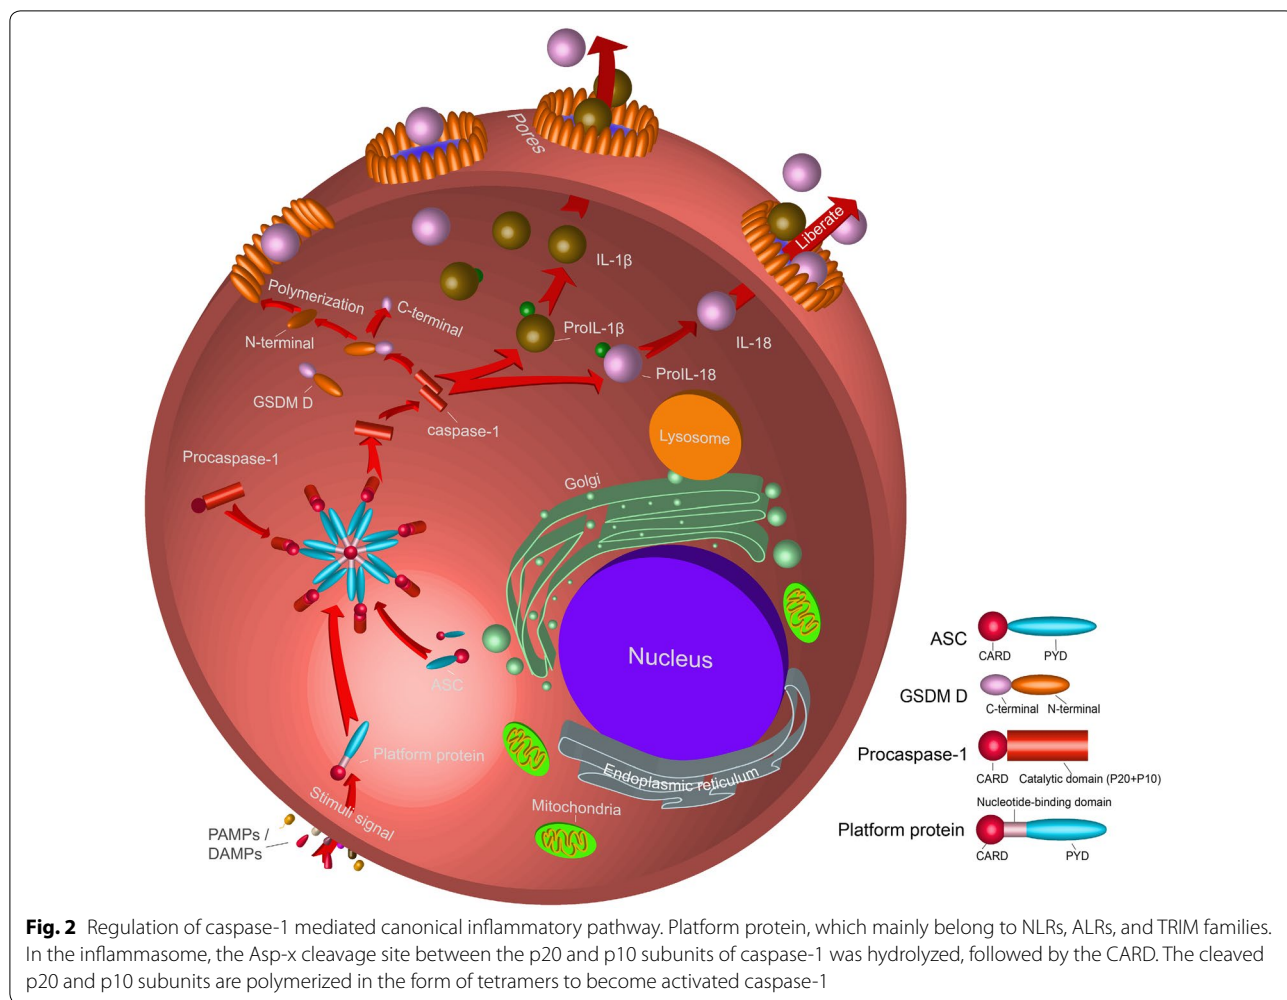 Pores
Liberate
IL-1β
Polymerization
C-terminal
N-terminal
ProIL-1β
IL-18
ProIL-18
GSDM D
caspase-1
Lysosome
Procaspase-1
Golgi
Nucleus
ASC
Platform protein
Endoplasmic reticulum
Stimuli signal
Mitochondria
PAMPs /
DAMPs
ASC
CARD PYD
GSDM D
C-terminal N-terminal
Procaspase-1
CARD Catalytic domain (P20+P10)
Nucleotide-binding domain
Platform protein
CARD PYD
Fig. 2 Regulation of caspase-1 mediated canonical inflammatory pathway. Platform protein, which mainly belong to NLRs, ALRs, and TRIM families.
In the inflammasome, the Asp-x cleavage site between the p20 and p10 subunits of caspase-1 was hydrolyzed, followed by the CARD. The cleaved
p20 and p10 subunits are polymerized in the form of tetramers to become activated caspase-1